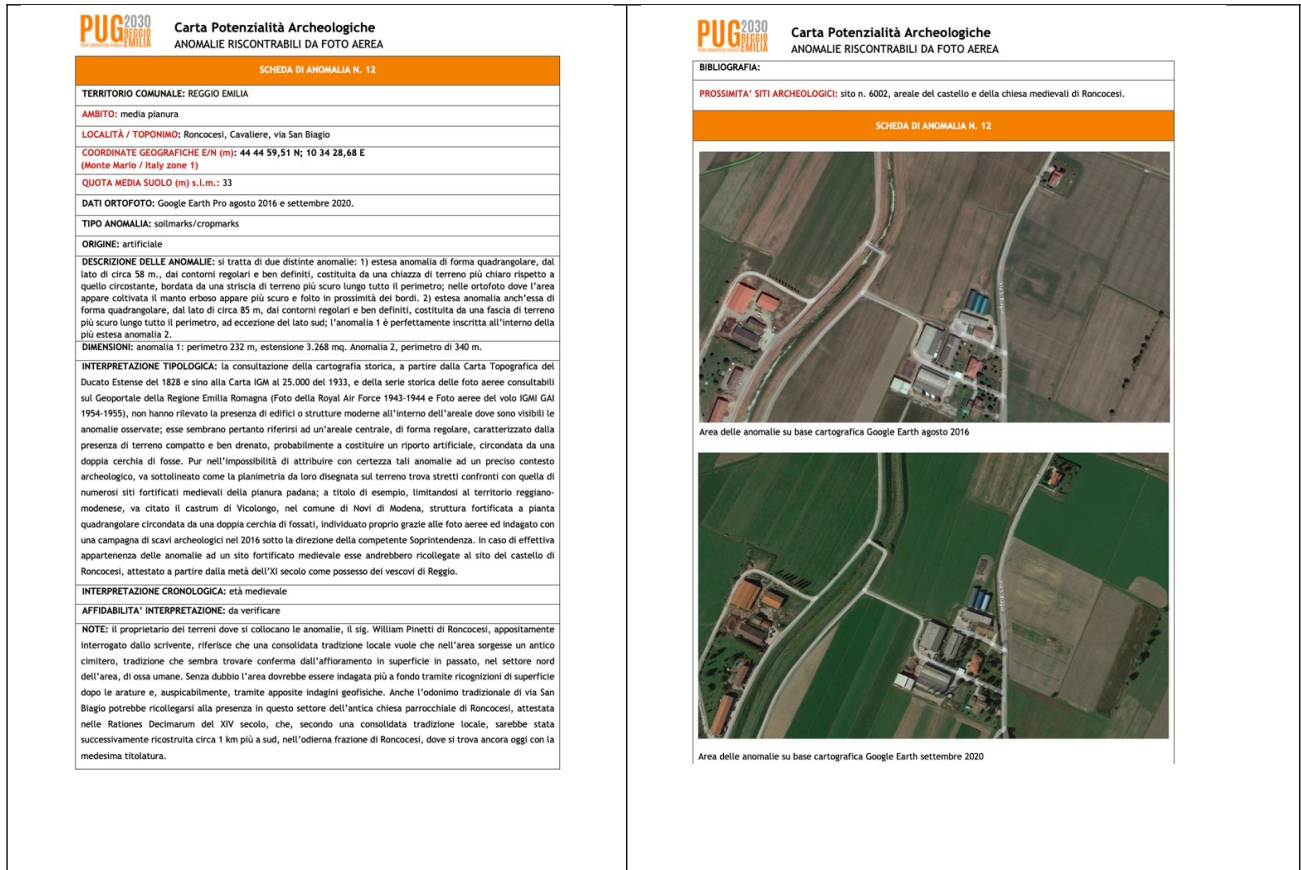 PUG 2030
REGGIO
EMILIA
Carta Potenzialità Archeologiche
ANOMALIE RISCONTRABILI DA FOTO AEREA
SCHEDA DI ANOMALIA N. 12
TERRITORIO COMUNALE: REGGIO EMILIA
AMBITO: media pianura
LOCALITÀ / TOPONIMO: Roncocesi, Cavaliere, via San Biagio
COORDINATE GEOGRAFICHE E/N (m): 44 44 59,51 N; 10 34 28,68 E
(Monte Mario / Italy zone 1)
QUOTA MEDIA SUOLO (m) s.l.m.: 33
DATI ORTOFOTO: Google Earth Pro agosto 2016 e settembre 2020.
TIPO ANOMALIA: soilmarks/cropmarks
ORIGINE: artificiale
DESCRIZIONE DELLE ANOMALIE: si tratta di due distinte anomalie: 1) estesa anomalia di forma quadrangolare, dal
lato di circa 58 m., dai contorni regolari e ben definiti, costituita da una chiazza di terreno più chiaro rispetto a
quello circostante, bordata da una striscia di terreno più scuro lungo tutto il perimetro; nelle ortofoto dove l'area
appare coltivata il manto erboso appare più scuro e folto in prossimità dei bordi. 2) estesa anomalia anch'essa di
forma quadrangolare, dal lato di circa 85 m, dai contorni regolari e ben definiti, costituita da una fascia di terreno
più scuro lungo tutto il perimetro, ad eccezione del lato sud; l'anomalia 1 è perfettamente inscritta all'interno della
più estesa anomalia 2.
DIMENSIONI: anomalia 1: perimetro 232 m, estensione 3.268 mq. Anomalia 2, perimetro di 340 m.
INTERPRETAZIONE TIPOLOGICA: la consultazione della cartografia storica, a partire dalla Carta Topografica del
Ducato Estense del 1828 e sino alla Carta IGM al 25.000 del 1933, e della serie storica delle foto aeree consultabili
sul Geoportale della Regione Emilia Romagna (Foto della Royal Air Force 1943-1944 e Foto aeree del volo IGMI GAI
1954-1955), non hanno rilevato la presenza di edifici o strutture moderne all'interno dell'areale dove sono visibili le
anomalie osservate; esse sembrano pertanto riferirsi ad un'areale centrale, di forma regolare, caratterizzato dalla
presenza di terreno compatto e ben drenato, probabilmente a costituire un riporto artificiale, circondata da una
doppia cerchia di fosse. Pur nell'impossibilità di attribuire con certezza tali anomalie ad un preciso contesto
archeologico, va sottolineato come la planimetria da loro disegnata sul terreno trova stretti confronti con quella di
numerosi siti fortificati medievali della pianura padana; a titolo di esempio, limitandosi al territorio reggiano-
modenese, va citato il castrum di Vicolongo, nel comune di Novi di Modena, struttura fortificata a pianta
quadrangolare circondata da una doppia cerchia di fossati, individuato proprio grazie alle foto aeree ed indagato con
una campagna di scavi archeologici nel 2016 sotto la direzione della competente Soprintendenza. In caso di effettiva
appartenenza delle anomalie ad un sito fortificato medievale esse andrebbero ricollegate al sito del castello di
Roncocesi, attestato a partire dalla metà dell'XI secolo come possesso dei vescovi di Reggio.
INTERPRETAZIONE CRONOLOGICA: età medievale
AFFIDABILITA' INTERPRETAZIONE: da verificare
NOTE: il proprietario dei terreni dove si collocano le anomalie, il sig. William Pinetti di Roncocesi, appositamente
interrogato dallo scrivente, riferisce che una consolidata tradizione locale vuole che nell'area sorgesse un antico
cimitero, tradizione che sembra trovare conferma dall'affioramento in superficie in passato, nel settore nord
dell'area, di ossa umane. Senza dubbio l'area dovrebbe essere indagata più a fondo tramite ricognizioni di superficie
dopo le arature e, auspicabilmente, tramite apposite indagini geofisiche. Anche l'odonimo tradizionale di via San
Biagio potrebbe ricollegarsi alla presenza in questo settore dell'antica chiesa parrocchiale di Roncocesi, attestata
nelle Rationes Decimarum del XIV secolo, che, secondo una consolidata tradizione locale, sarebbe stata
successivamente ricostruita circa 1 km più a sud, nell'odierna frazione di Roncocesi, dove si trova ancora oggi con la
medesima titolatura.
PUG 2030
REGGIO
EMILIA
Carta Potenzialità Archeologiche
ANOMALIE RISCONTRABILI DA FOTO AEREA
BIBLIOGRAFIA:
PROSSIMITA' SITI ARCHEOLOGICI: sito n. 6002, areale del castello e della chiesa medievali di Roncocesi.
SCHEDA DI ANOMALIA N. 12
Area delle anomalie su base cartografica Google Earth agosto 2016
Area delle anomalie su base cartografica Google Earth settembre 2020